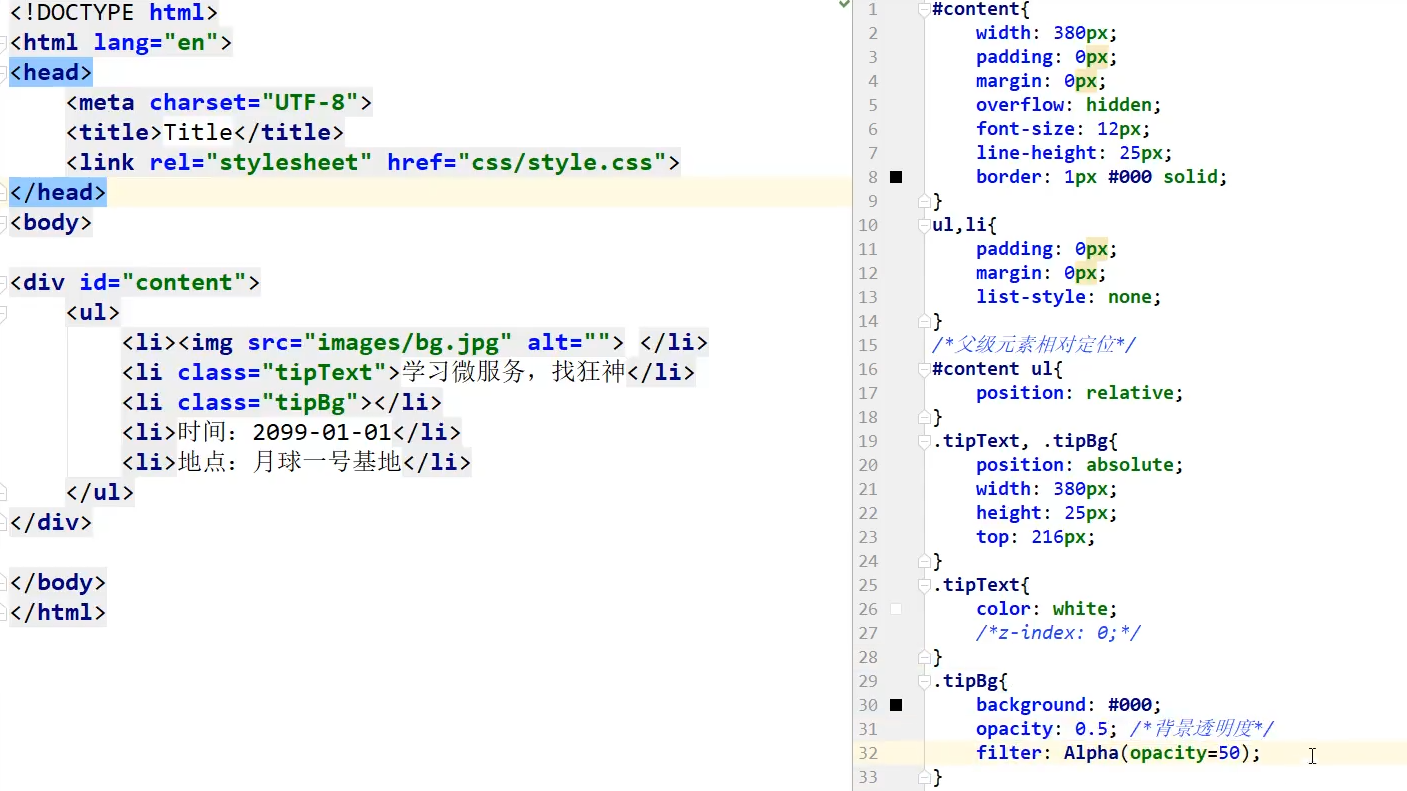 <!DOCTYPE html>
<html lang="en">
<head>
<meta charset="UTF-8">
<title>Title</title>
<link rel="stylesheet" href="css/style.css">
</head>
<body>
<div id="content">
<ul>
<li><img src="images/bg.jpg" alt=""> </li>
<li class="tipText">学习微服务，找狂神</li>
<li class="tipBg"></li>
<li>时间：2099-01-01</li>
<li>地点：月球一号基地</li>
</ul>
</div>
</body>
</html>
1 #content{
2 width: 380px;
3 padding: 0px;
4 margin: 0px;
5 overflow: hidden;
6 font-size: 12px;
7 line-height: 25px;
8 border: 1px #000 solid;
9 }
10 ul,li{
11 padding: 0px;
12 margin: 0px;
13 list-style: none;
14 }
15 /*父级元素相对定位*/
16 #content ul{
17 position: relative;
18 }
19 .tipText, .tipBg{
20 position: absolute;
21 width: 380px;
22 height: 25px;
23 top: 216px;
24 }
25 .tipText{
26 color: white;
27 /*z-index: 0;*/
28 }
29 .tipBg{
30 background: #000;
31 opacity: 0.5; /*背景透明度*/
32 filter: Alpha(opacity=50);
33 }